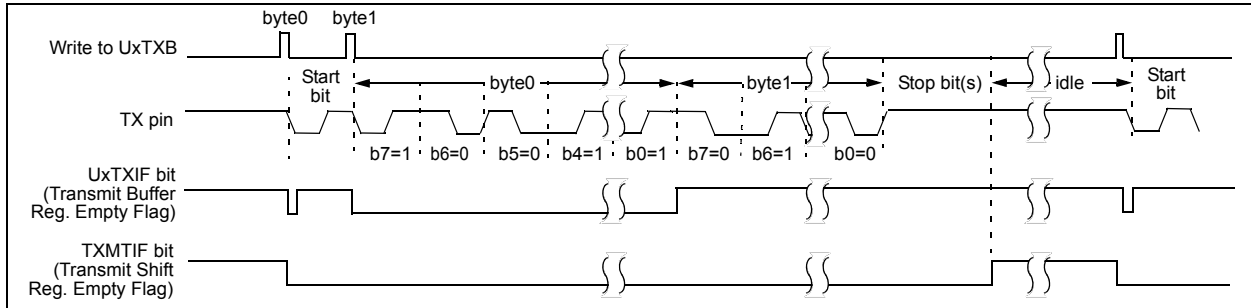 byte0 byte1
Write to UxTXB
Start bit
byte0
byte1
Stop bit(s)
idle
Start bit
TX pin
b7=1 b6=0 b5=0 b4=1 b0=1 b7=0 b6=1 b0=0
UxTXIF bit
(Transmit Buffer
Reg. Empty Flag)
TXMTIF bit
(Transmit Shift
Reg. Empty Flag)